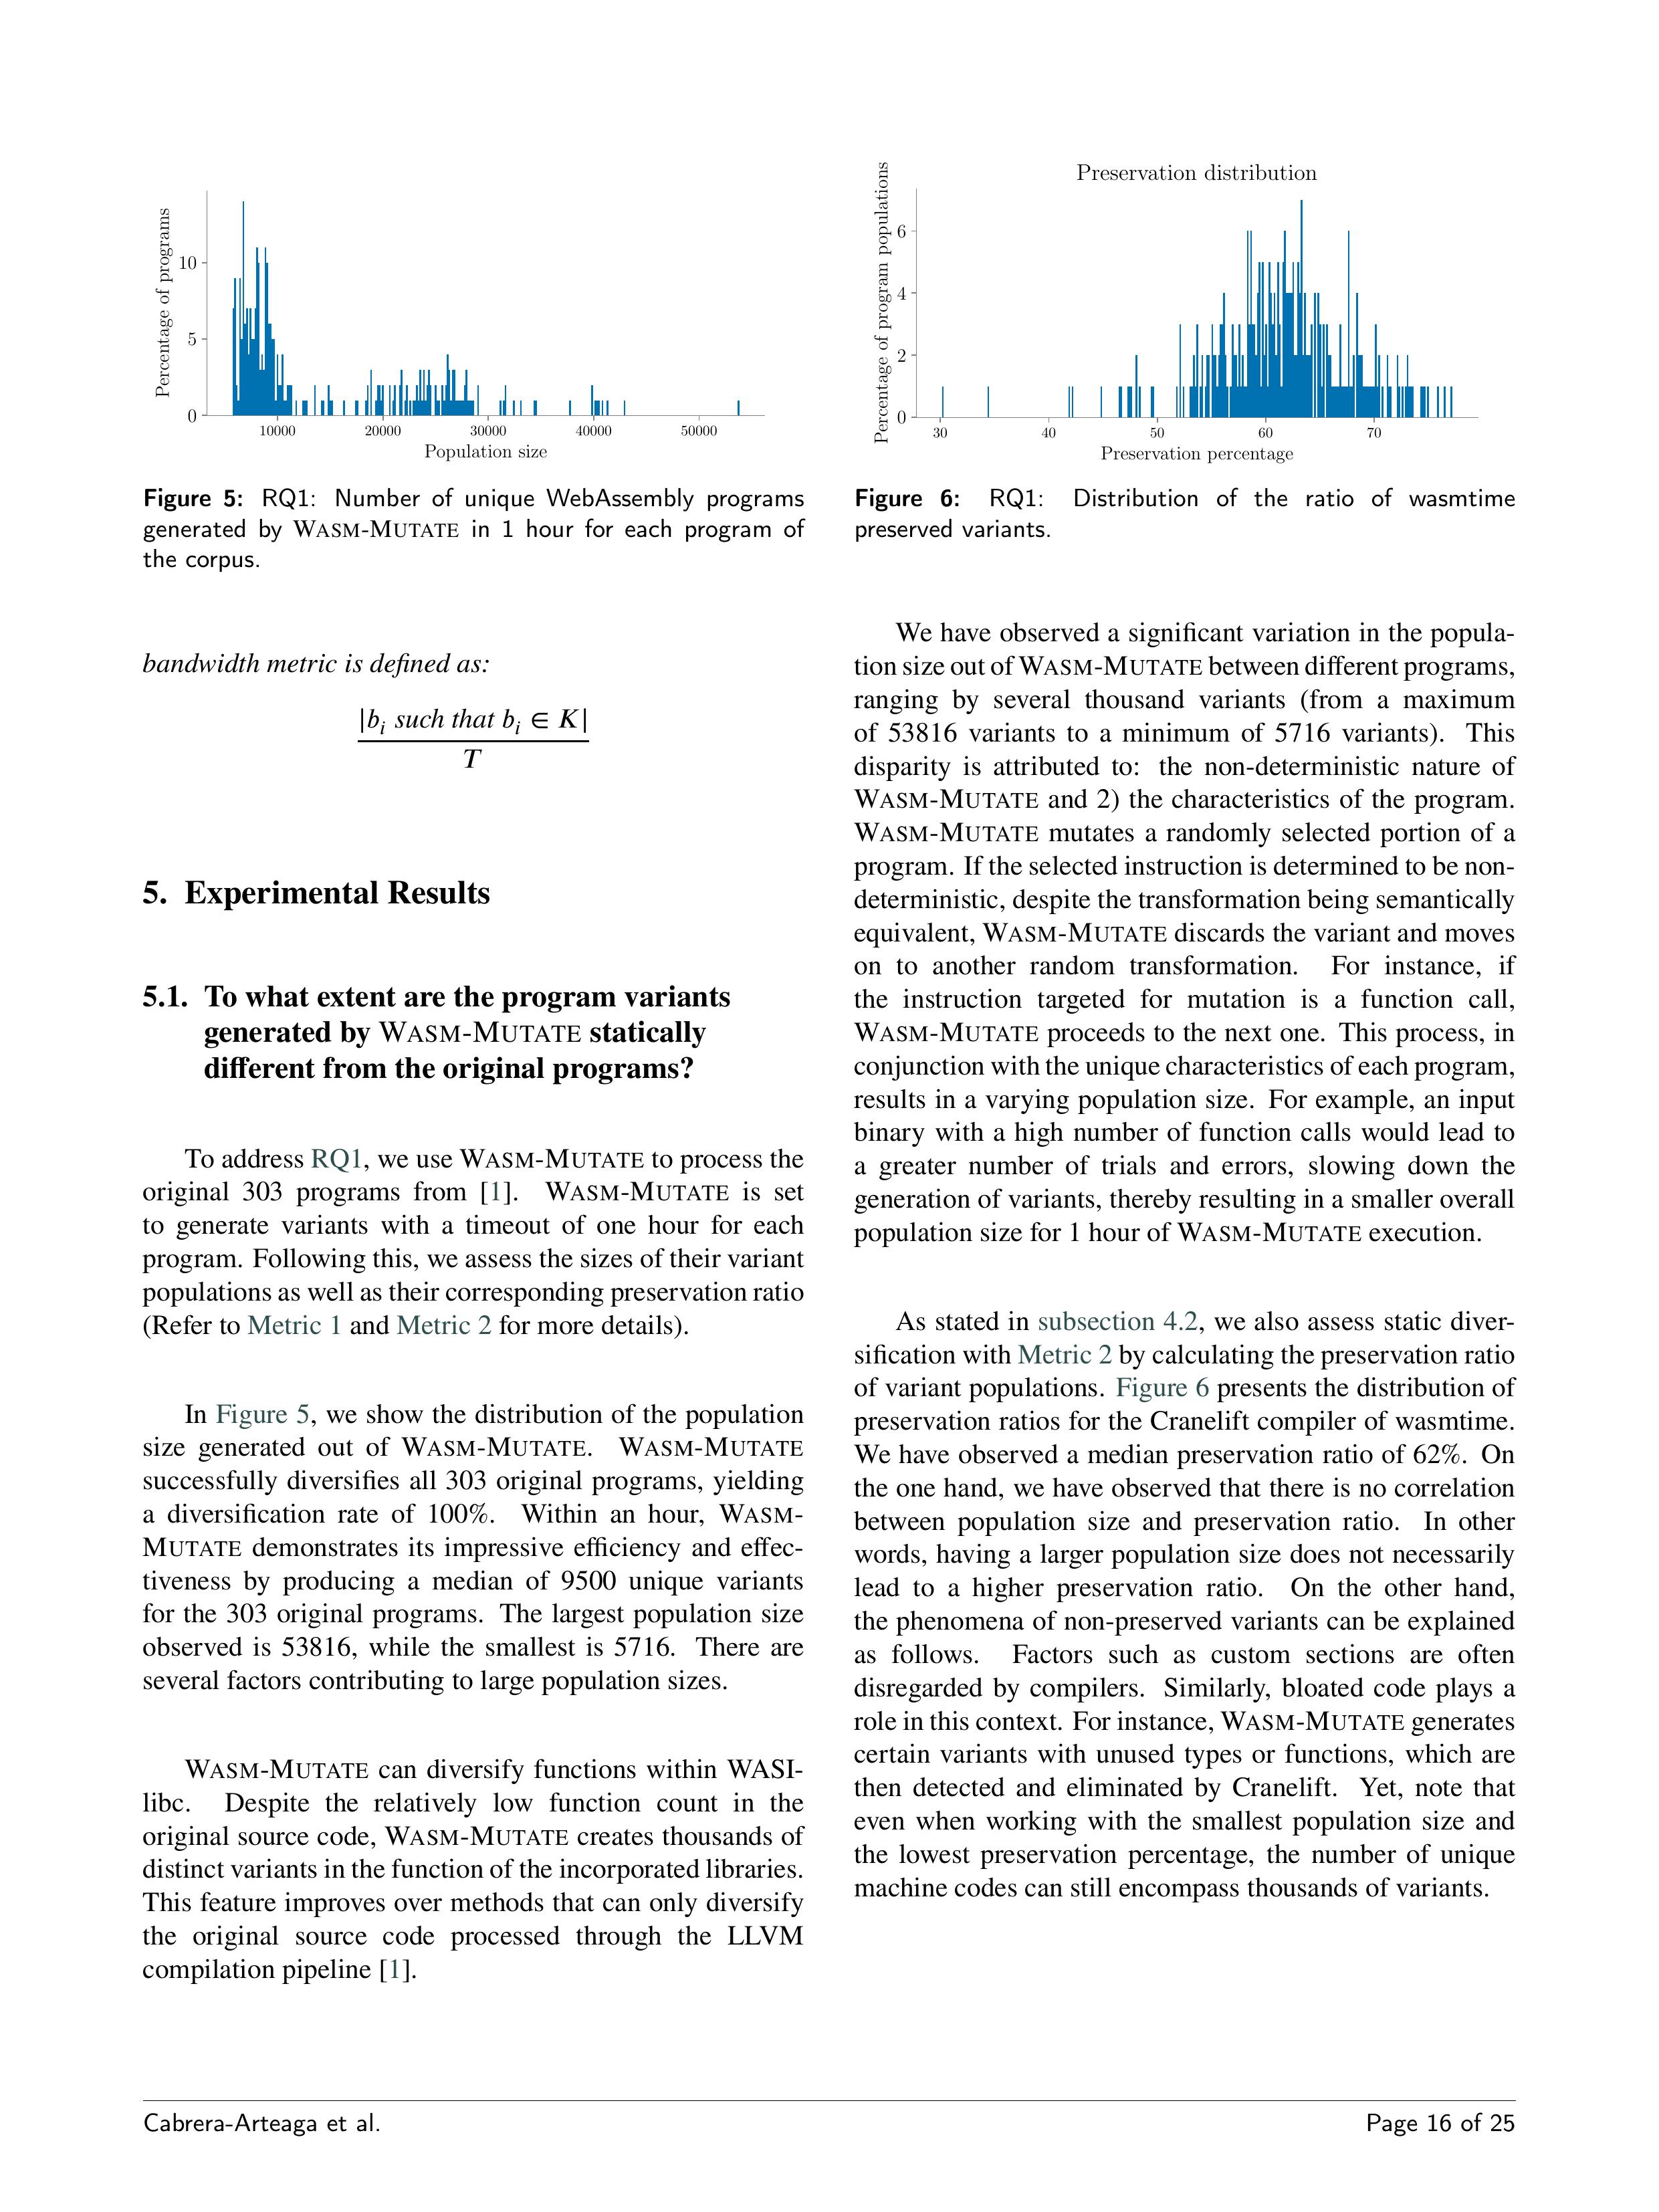 Percentage of programs
10
5
0
10000 20000 30000 40000 50000
Population size
Figure 5: RQ1: Number of unique WebAssembly programs
generated by WASM-MUTATE in 1 hour for each program of
the corpus.
bandwidth metric is defined as:
|bᵢ such that bᵢ ∈ K|
T
5. Experimental Results
5.1. To what extent are the program variants
generated by WASM-MUTATE statically
different from the original programs?
To address RQ1, we use WASM-MUTATE to process the
original 303 programs from [1]. WASM-MUTATE is set
to generate variants with a timeout of one hour for each
program. Following this, we assess the sizes of their variant
populations as well as their corresponding preservation ratio
(Refer to Metric 1 and Metric 2 for more details).
In Figure 5, we show the distribution of the population
size generated out of WASM-MUTATE. WASM-MUTATE
successfully diversifies all 303 original programs, yielding
a diversification rate of 100%. Within an hour, WASM-
MUTATE demonstrates its impressive efficiency and effec-
tiveness by producing a median of 9500 unique variants
for the 303 original programs. The largest population size
observed is 53816, while the smallest is 5716. There are
several factors contributing to large population sizes.
WASM-MUTATE can diversify functions within WASI-
libc. Despite the relatively low function count in the
original source code, WASM-MUTATE creates thousands of
distinct variants in the function of the incorporated libraries.
This feature improves over methods that can only diversify
the original source code processed through the LLVM
compilation pipeline [1].
Preservation distribution
Percentage of program populations
6
4
2
0
30 40 50 60 70
Preservation percentage
Figure 6: RQ1: Distribution of the ratio of wasmtime
preserved variants.
We have observed a significant variation in the popula-
tion size out of WASM-MUTATE between different programs,
ranging by several thousand variants (from a maximum
of 53816 variants to a minimum of 5716 variants). This
disparity is attributed to: the non-deterministic nature of
WASM-MUTATE and 2) the characteristics of the program.
WASM-MUTATE mutates a randomly selected portion of a
program. If the selected instruction is determined to be non-
deterministic, despite the transformation being semantically
equivalent, WASM-MUTATE discards the variant and moves
on to another random transformation. For instance, if
the instruction targeted for mutation is a function call,
WASM-MUTATE proceeds to the next one. This process, in
conjunction with the unique characteristics of each program,
results in a varying population size. For example, an input
binary with a high number of function calls would lead to
a greater number of trials and errors, slowing down the
generation of variants, thereby resulting in a smaller overall
population size for 1 hour of WASM-MUTATE execution.
As stated in subsection 4.2, we also assess static diver-
sification with Metric 2 by calculating the preservation ratio
of variant populations. Figure 6 presents the distribution of
preservation ratios for the Cranelift compiler of wasmtime.
We have observed a median preservation ratio of 62%. On
the one hand, we have observed that there is no correlation
between population size and preservation ratio. In other
words, having a larger population size does not necessarily
lead to a higher preservation ratio. On the other hand,
the phenomena of non-preserved variants can be explained
as follows. Factors such as custom sections are often
disregarded by compilers. Similarly, bloated code plays a
role in this context. For instance, WASM-MUTATE generates
certain variants with unused types or functions, which are
then detected and eliminated by Cranelift. Yet, note that
even when working with the smallest population size and
the lowest preservation percentage, the number of unique
machine codes can still encompass thousands of variants.
Cabrera-Arteaga et al.
Page 16 of 25